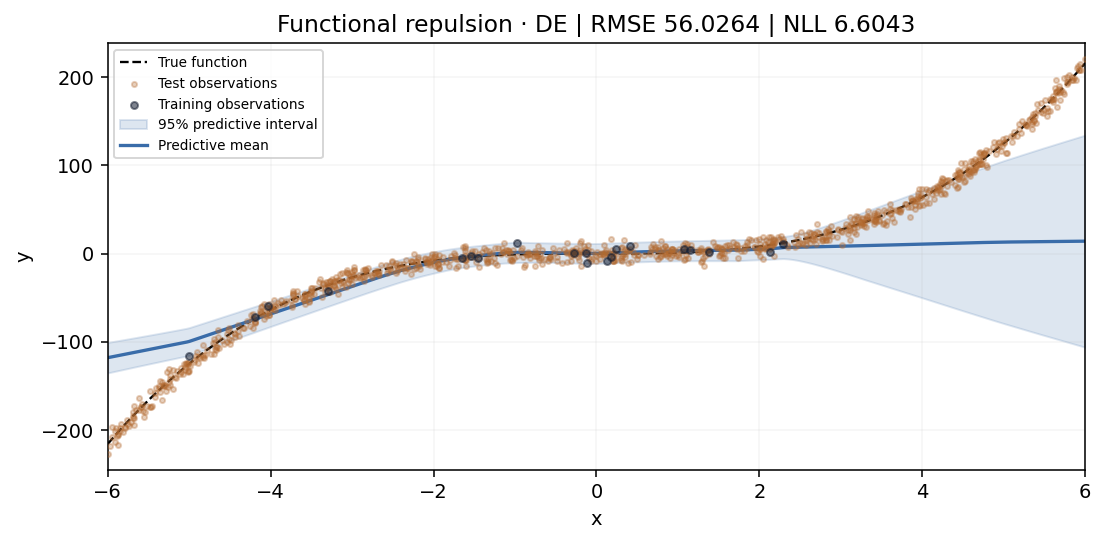 Functional repulsion · DE | RMSE 56.0264 | NLL 6.6043
True function
Test observations
Training observations
95% predictive interval
Predictive mean
200
100
0
−100
−200
y
−6 −4 −2 0 2 4 6
x